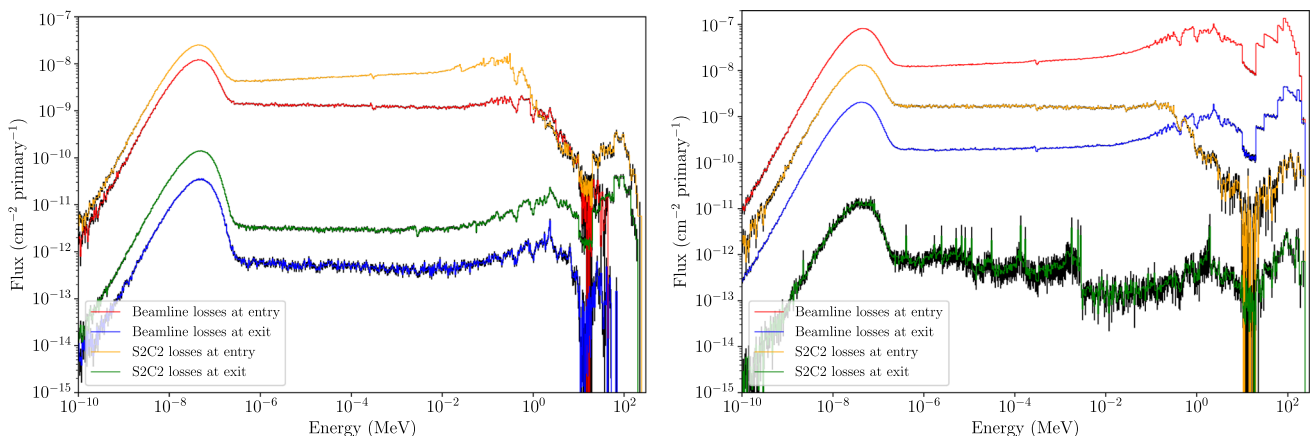 10⁻⁷
10⁻⁸
10⁻⁹
10⁻¹⁰
10⁻¹¹
10⁻¹²
10⁻¹³
10⁻¹⁴
10⁻¹⁵
Flux (cm⁻² primary⁻¹)
Beamline losses at entry
Beamline losses at exit
S2C2 losses at entry
S2C2 losses at exit
10⁻¹⁰ 10⁻⁸ 10⁻⁶ 10⁻⁴ 10⁻² 10⁰ 10²
Energy (MeV)
10⁻⁷
10⁻⁸
10⁻⁹
10⁻¹⁰
10⁻¹¹
10⁻¹²
10⁻¹³
10⁻¹⁴
10⁻¹⁵
Flux (cm⁻² primary⁻¹)
Beamline losses at entry
Beamline losses at exit
S2C2 losses at entry
S2C2 losses at exit
10⁻¹⁰ 10⁻⁸ 10⁻⁶ 10⁻⁴ 10⁻² 10⁰ 10²
Energy (MeV)